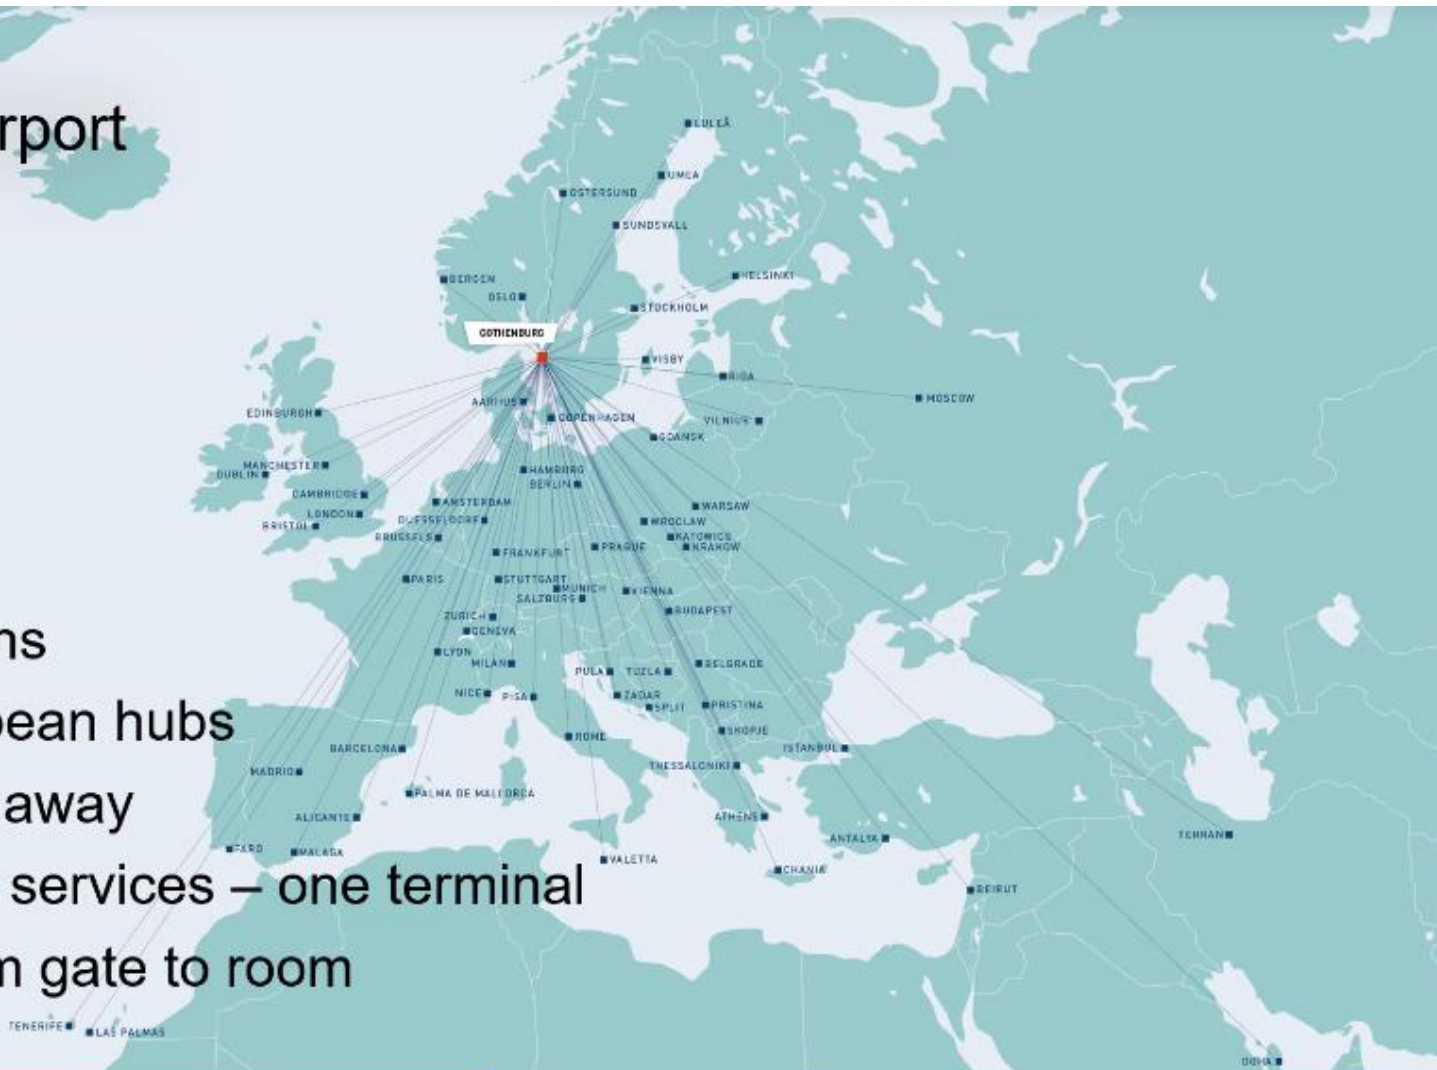 rport
LULEÅ
UMEA
OSTERSUND
SUNDSVALL
BERGEN
HELSINKI
OSLO
STOCKHOLM
GOTHENBURG
VISBY
RIGA
MOSCOW
AARHUS
EDINBURGH
COPENHAGEN
VILNIUS
GDANSK
MANCHESTER
DUBLIN
HAMBURG
BERLIN
CAMBRIDGE
AMSTERDAM
WARSAW
LONDON
DUESSELDORF
WROCLAW
BRISTOL
BRUSSELS
KATOWICE
KRAKOW
FRANKFURT
PRAGUE
PARIS
STUTTGART
MUNICH
SALZBURG
VIENNA
BUDAPEST
ZURICH
GENEVA
ns
LYON
MILAN
PULA
TUZLA
BELGRADE
NICE
PISA
ZADAR
SPLIT
PRISTINA
pean hubs
SKOPJE
ROME
BARCELONA
ISTANBUL
THESSALONIKI
MADRID
PALMA DE MALLORCA
away
ALICANTE
ATHENS
ANTALYA
TEHRAN
FARO
MALAGA
VALETTA
CHANIA
services – one terminal
BEIRUT
m gate to room
TENERIFE
LAS PALMAS
DOHA